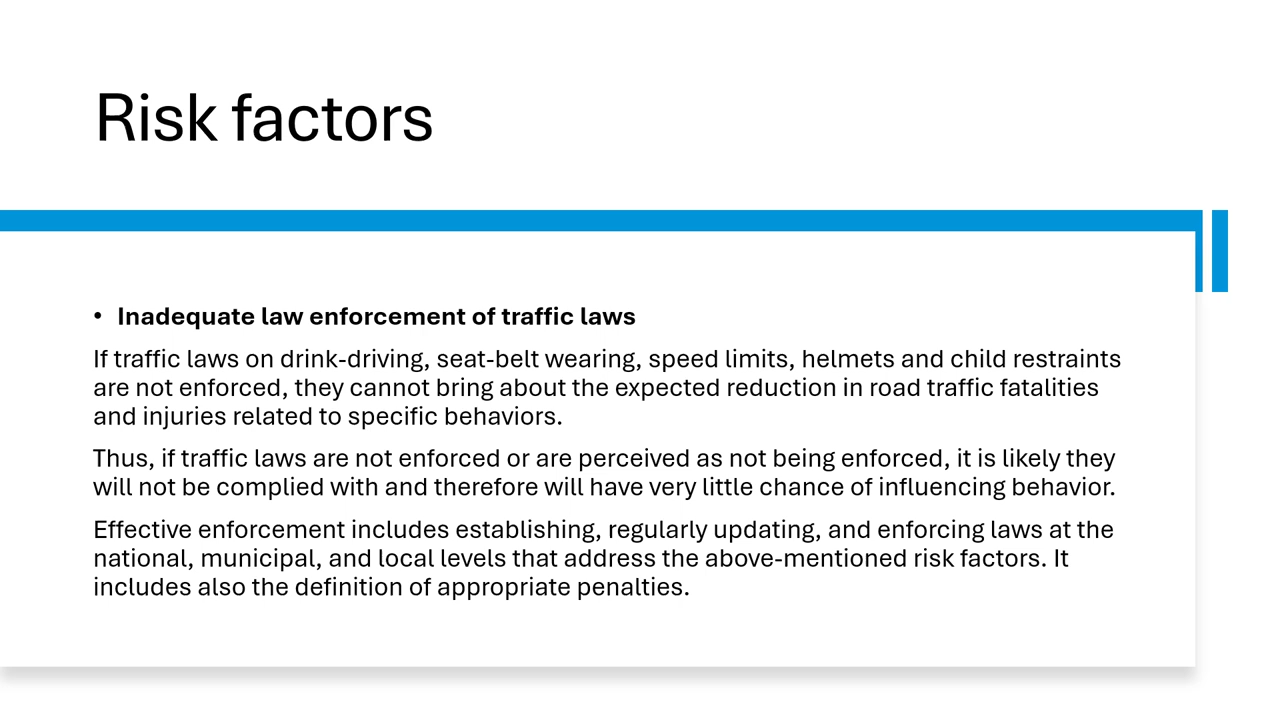 Risk factors
• Inadequate law enforcement of traffic laws
If traffic laws on drink-driving, seat-belt wearing, speed limits, helmets and child restraints
are not enforced, they cannot bring about the expected reduction in road traffic fatalities
and injuries related to specific behaviors.
Thus, if traffic laws are not enforced or are perceived as not being enforced, it is likely they
will not be complied with and therefore will have very little chance of influencing behavior.
Effective enforcement includes establishing, regularly updating, and enforcing laws at the
national, municipal, and local levels that address the above-mentioned risk factors. It
includes also the definition of appropriate penalties.